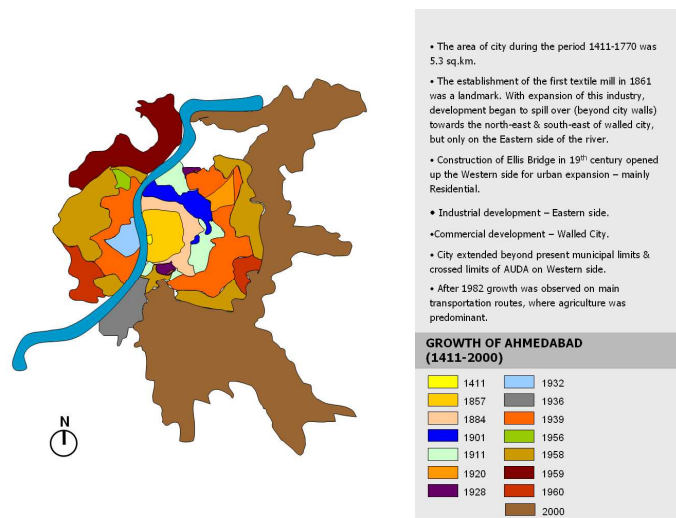 • The area of city during the period 1411-1770 was
5.3 sq.km.
• The establishment of the first textile mill in 1861
was a landmark. With expansion of this industry,
development began to spill over (beyond city walls)
towards the north-east & south-east of walled city,
but only on the Eastern side of the river.
• Construction of Ellis Bridge in 19th century opened
up the Western side for urban expansion – mainly
Residential.
• Industrial development – Eastern side.
•Commercial development – Walled City.
• City extended beyond present municipal limits &
crossed limits of AUDA on Western side.
• After 1982 growth was observed on main
transportation routes, where agriculture was
predominant.
GROWTH OF AHMEDABAD
(1411-2000)
1411 1932
1857 1936
1884 1939
1901 1956
1911 1958
1920 1959
1928 1960
2000
N